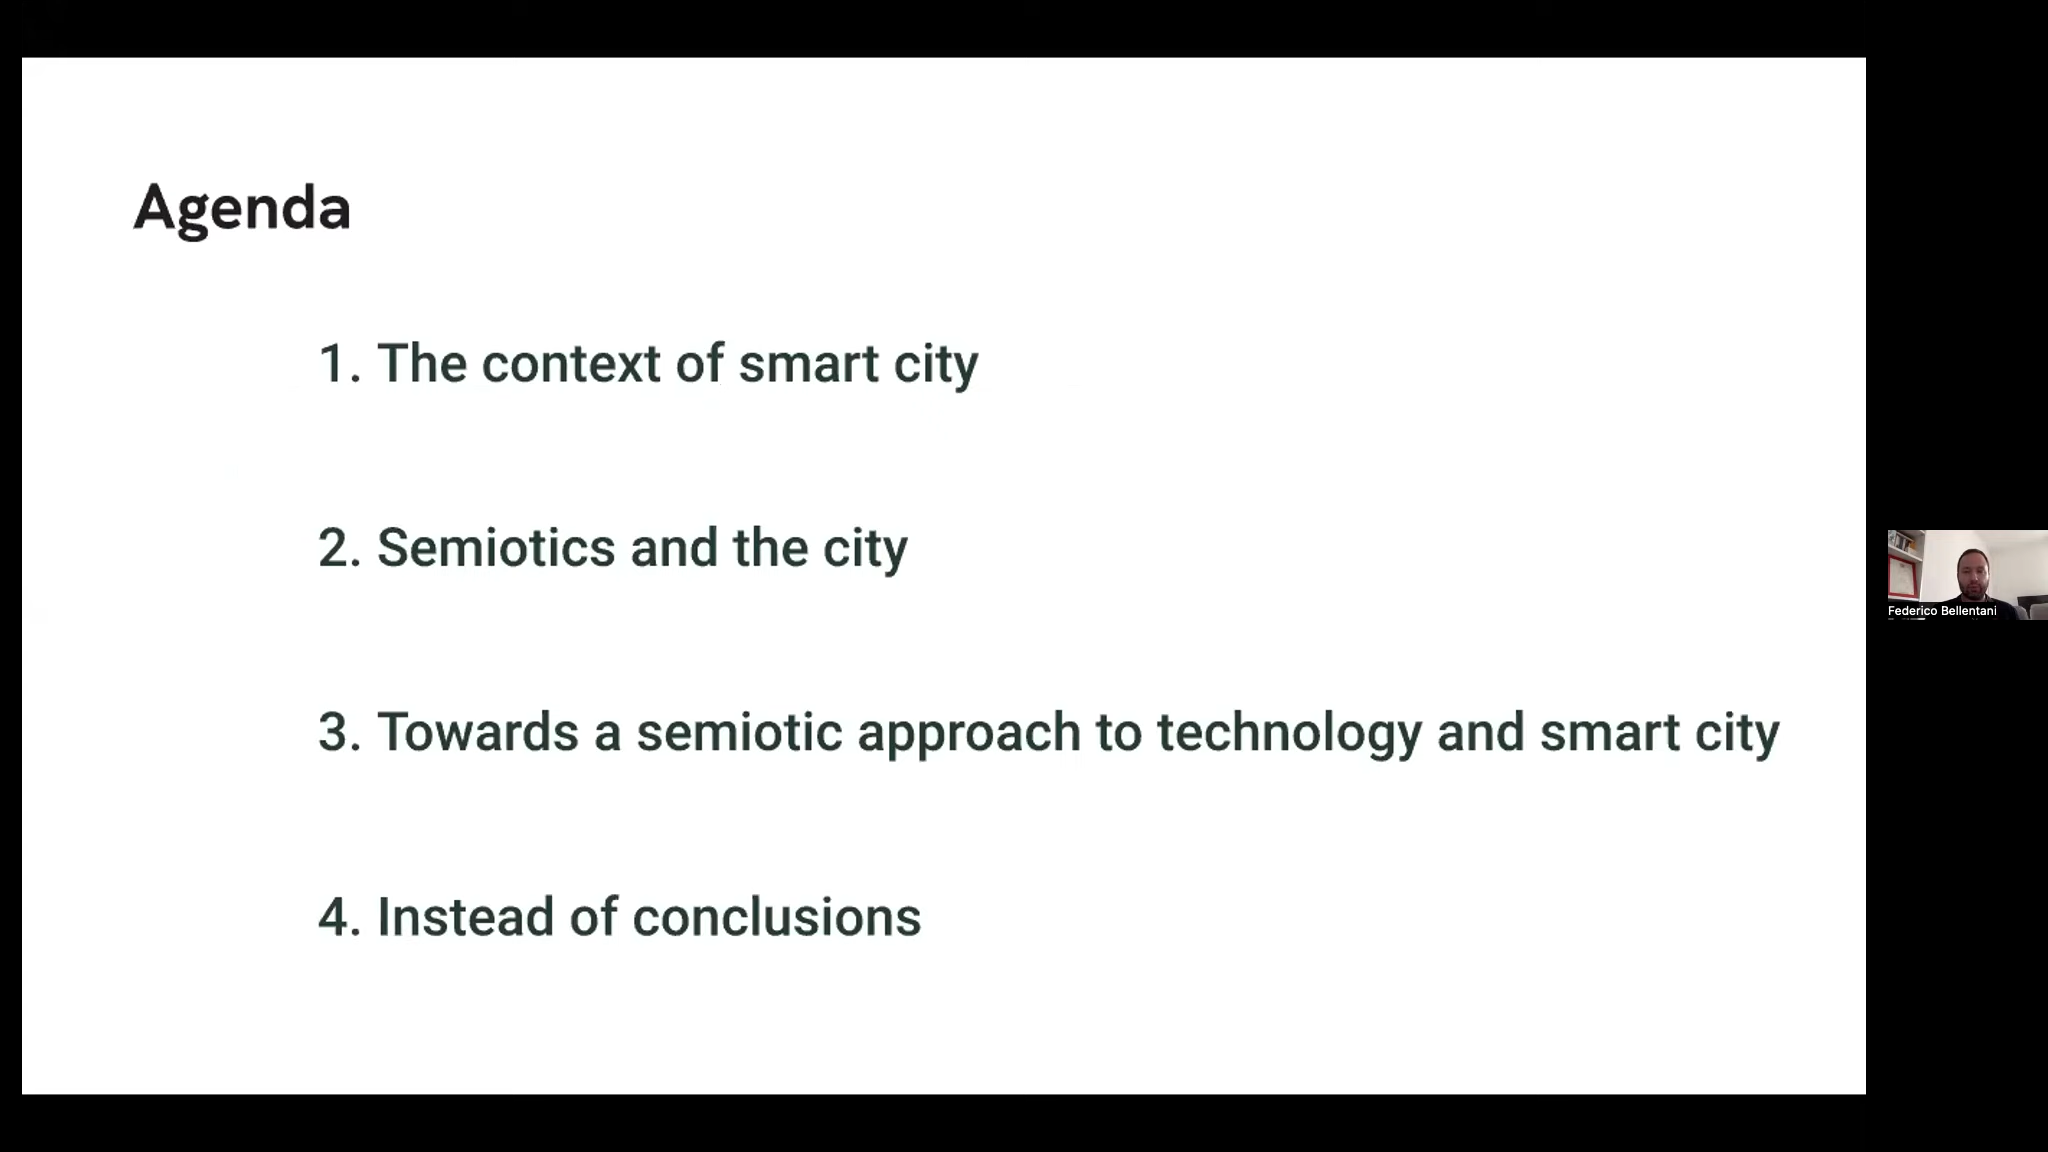 Agenda
1. The context of smart city
2. Semiotics and the city
3. Towards a semiotic approach to technology and smart city
4. Instead of conclusions
Federico Bellentani